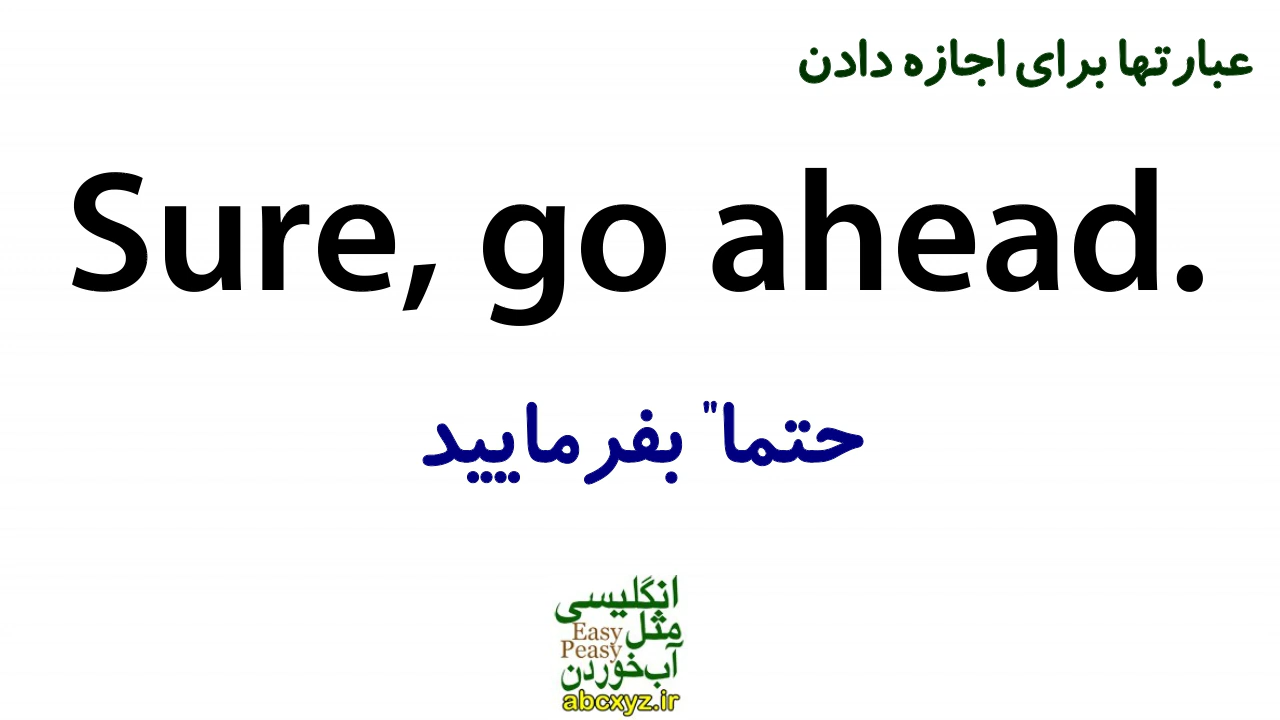 عبارتها برای اجازه دادن
Sure, go ahead.
حتما" بفرمایید
انگلیسی
مثل Easy
Peasy
آب‌خوردن
abcxyz.ir